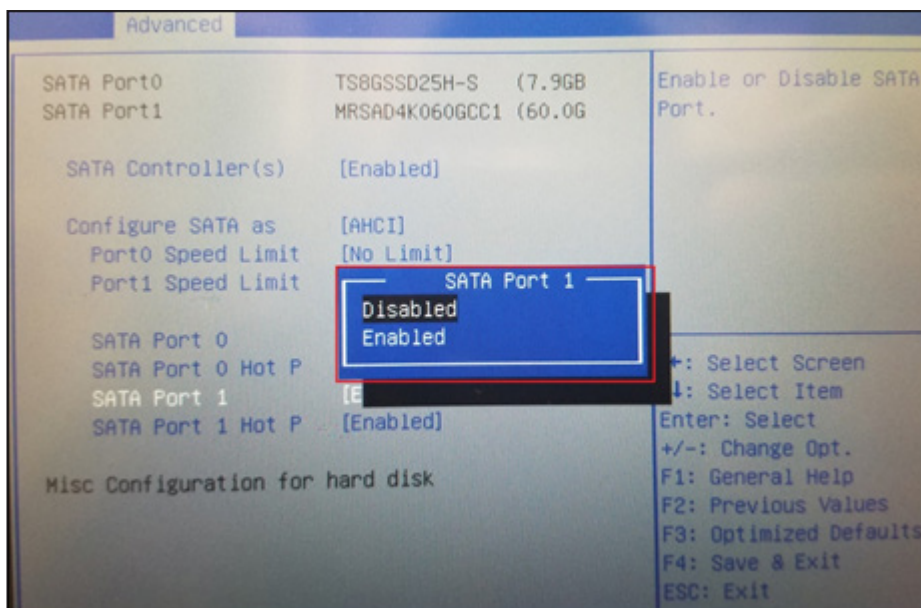 Advanced
SATA Port0 TS8GSSD25H-S (7.9GB
SATA Port1 MRSAD4K060GCC1 (60.0G
SATA Controller(s) [Enabled]
Configure SATA as [AHCI]
Port0 Speed Limit [No Limit]
Port1 Speed Limit
SATA Port 0
SATA Port 0 Hot P
SATA Port 1 [E
SATA Port 1 Hot P [Enabled]
Misc Configuration for hard disk
SATA Port 1
Disabled
Enabled
Enable or Disable SATA
Port.
←: Select Screen
↓: Select Item
Enter: Select
+/-: Change Opt.
F1: General Help
F2: Previous Values
F3: Optimized Defaults
F4: Save & Exit
ESC: Exit